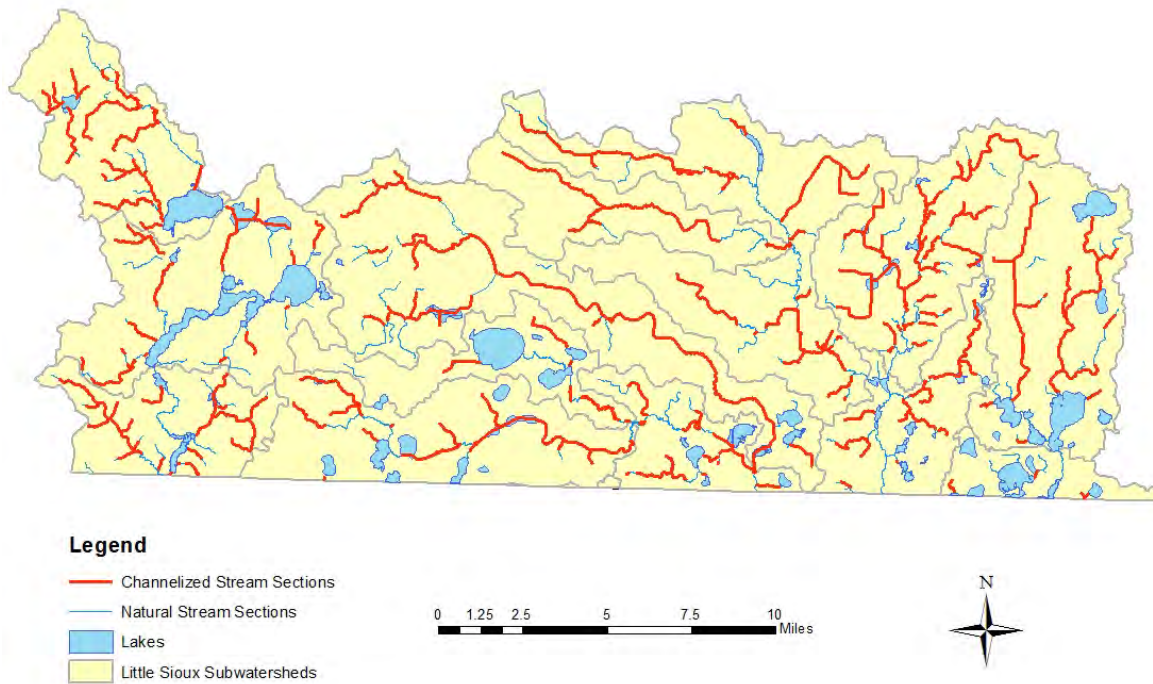 Legend
Channelized Stream Sections
Natural Stream Sections
Lakes
Little Sioux Subwatersheds
0 1.25 2.5 5 7.5 10
Miles
N